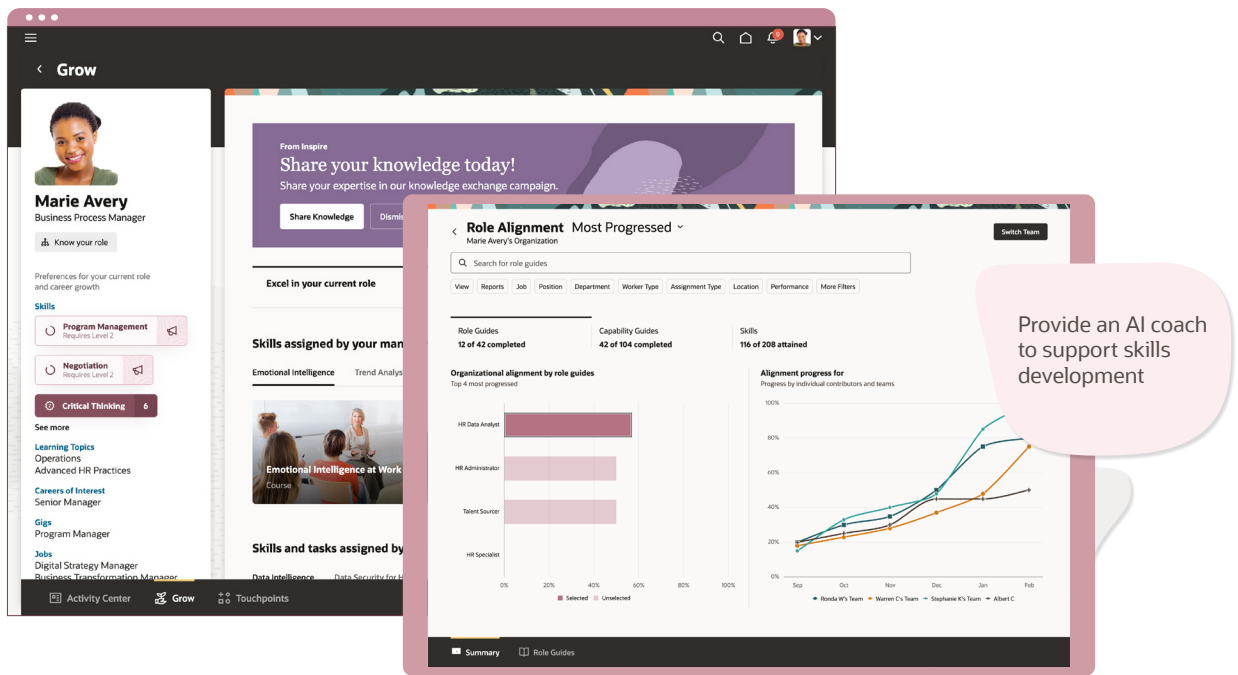 Grow
Marie Avery
Business Process Manager
Know your role
Preferences for your current role
and career growth
Skills
Program Management
Requires Level 2
Negotiation
Requires Level 2
Critical Thinking 6
See more
Learning Topics
Operations
Advanced HR Practices
Careers of Interest
Senior Manager
Gigs
Program Manager
Jobs
Digital Strategy Manager
Business Transformation Manager
From Inspire
Share your knowledge today!
Share your expertise in our knowledge exchange campaign.
Share Knowledge
Excel in your current role
Skills assigned by your
Emotional Intelligence Trend
Emotional Intelligence at Work
Course
Skills and tasks assigned by
Data Intelligence Data Security for
Activity Center Grow Touchpoints
Role Alignment Most Progressed
Marie Avery's Organization
Switch Team
Search for role guides
View Reports Job Position Department Worker Type Assignment Type Location Performance More Filters
Role Guides
12 of 42 completed
Capability Guides
42 of 104 completed
Skills
116 of 208 attained
Organizational alignment by role guides
Top 4 most progressed
HR Data Analyst
HR Administrator
Talent Sourcer
HR Specialist
0% 20% 40% 60% 80% 100%
Selected Unselected
Alignment progress for
Progress by individual contributors and teams
100%
80%
60%
40%
20%
0%
Sep Oct Nov Dec Jan Feb
Ronda W's Team Warren C's Team Stephanie K's Team Albert C
Summary Role Guides
Provide an AI coach
to support skills
development